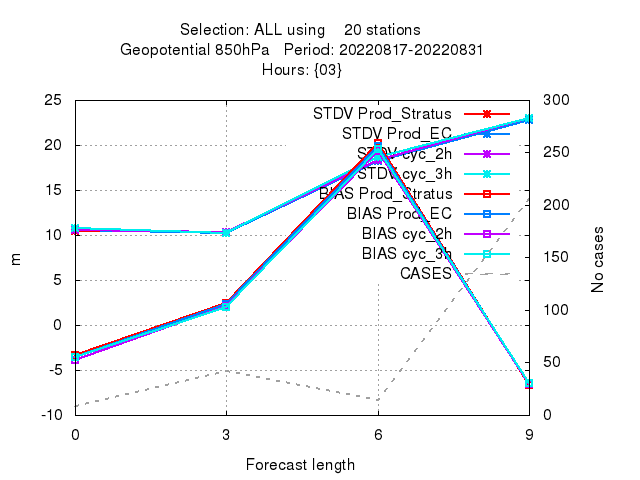 Selection: ALL using    20 stations
Geopotential 850hPa   Period: 20220817-20220831
Hours: {03}
25
20
15
10
5
0
-5
-10
300
250
200
150
100
50
0
0 3 6 9
m
No cases
Forecast length
STDV Prod_Stratus
STDV Prod_EC
STDV cyc_2h
STDV cyc_3h
BIAS Prod_Stratus
BIAS Prod_EC
BIAS cyc_2h
BIAS cyc_3h
CASES